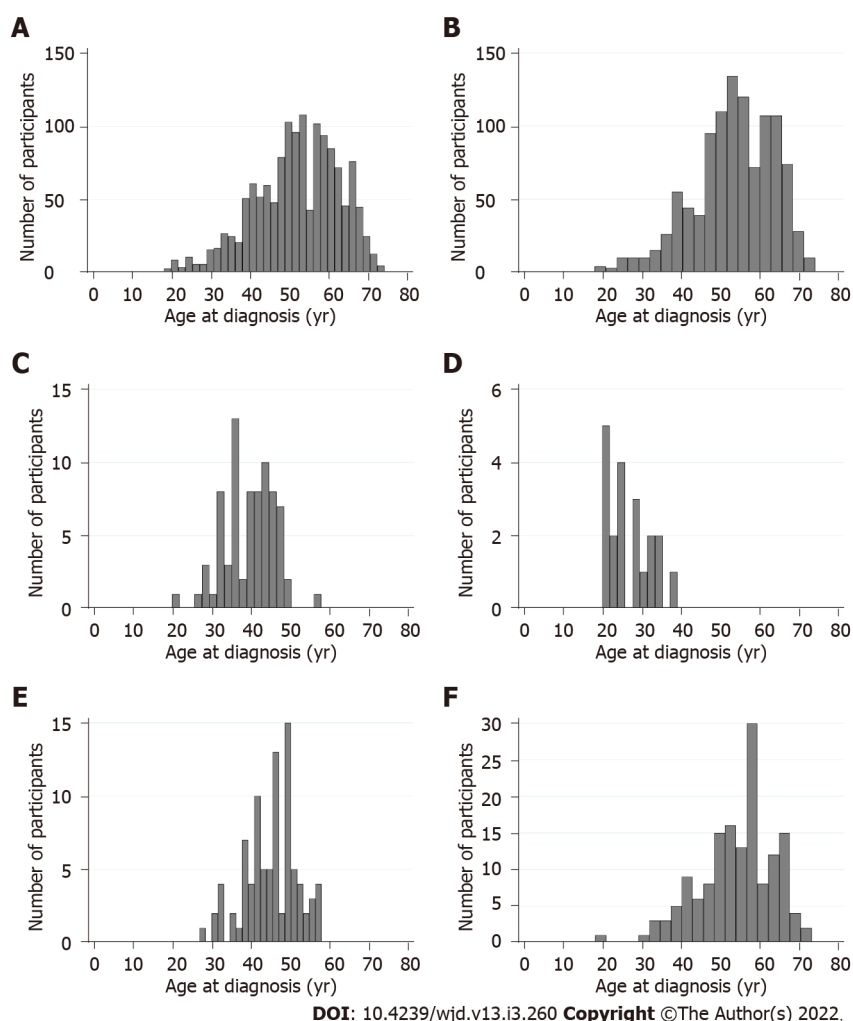 A
150
100
50
0
Number of participants
0 10 20 30 40 50 60 70 80
Age at diagnosis (yr)
B
150
100
50
0
Number of participants
0 10 20 30 40 50 60 70 80
Age at diagnosis (yr)
C
15
10
5
0
Number of participants
0 10 20 30 40 50 60 70 80
Age at diagnosis (yr)
D
6
4
2
0
Number of participants
0 10 20 30 40 50 60 70 80
Age at diagnosis (yr)
E
15
10
5
0
Number of participants
0 10 20 30 40 50 60 70 80
Age at diagnosis (yr)
F
30
25
20
15
10
5
0
Number of participants
0 10 20 30 40 50 60 70 80
Age at diagnosis (yr)
DOI: 10.4239/wjd.v13.i3.260 Copyright ©The Author(s) 2022.